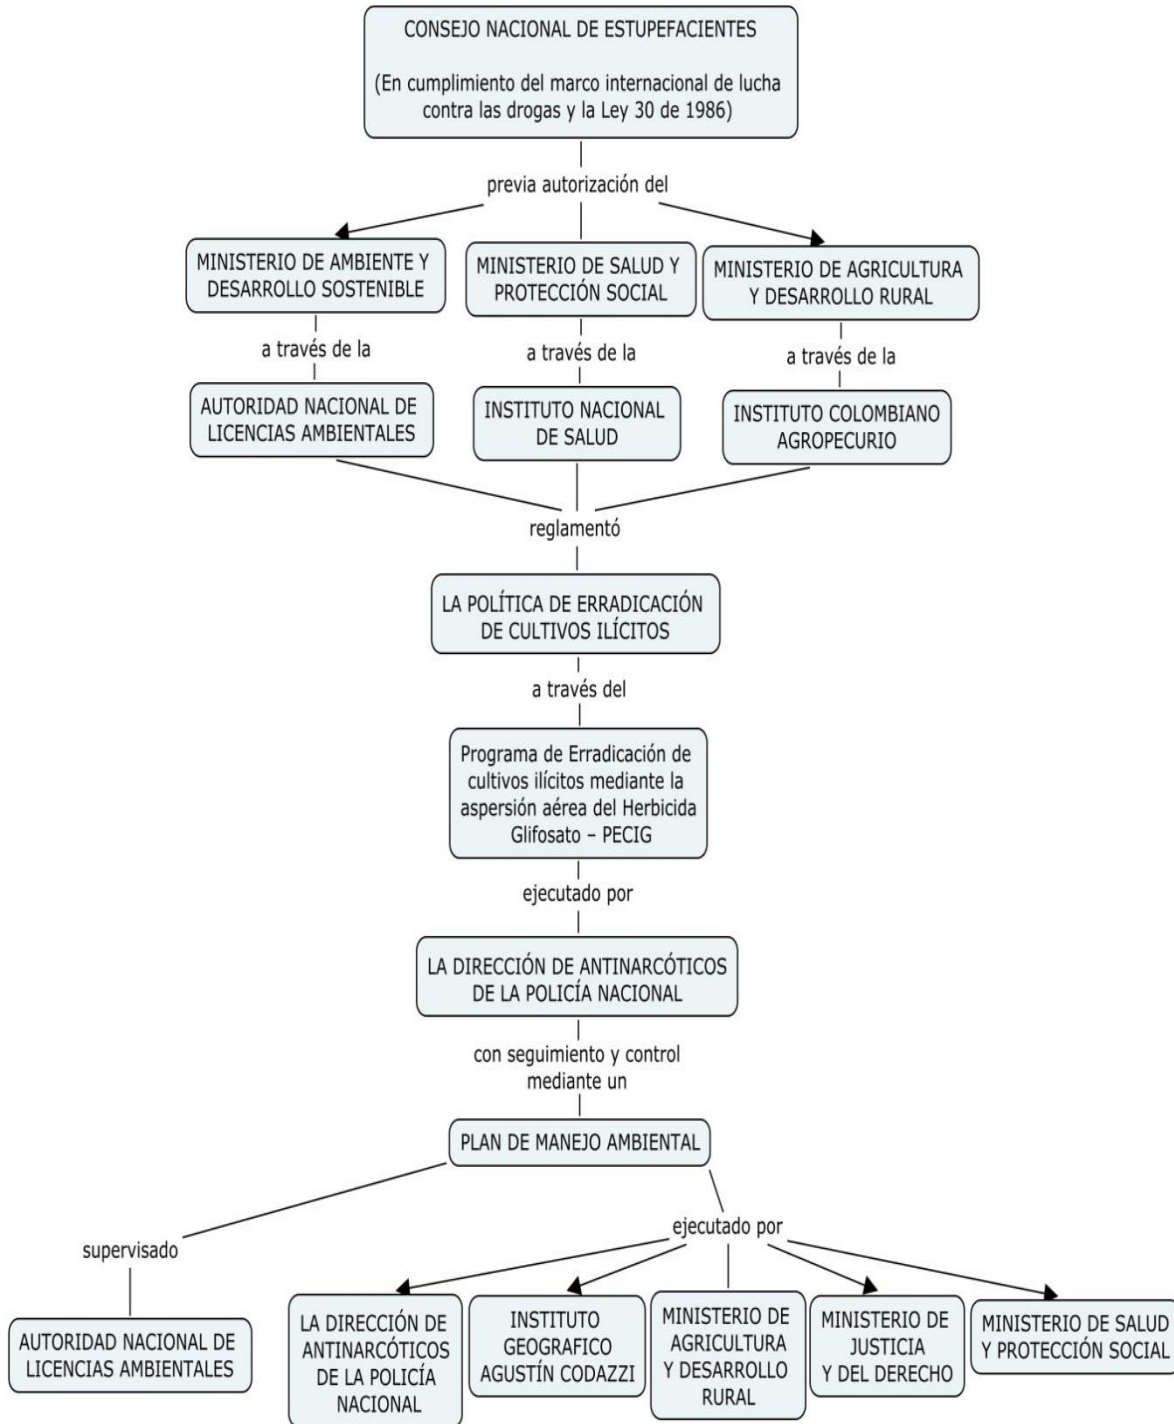 CONSEJO NACIONAL DE ESTUPEFACIENTES
(En cumplimiento del marco internacional de lucha
contra las drogas y la Ley 30 de 1986)
previa autorización del
MINISTERIO DE AMBIENTE Y
DESARROLLO SOSTENIBLE
MINISTERIO DE SALUD Y
PROTECCIÓN SOCIAL
MINISTERIO DE AGRICULTURA
Y DESARROLLO RURAL
a través de la
a través de la
a través de la
AUTORIDAD NACIONAL DE
LICENCIAS AMBIENTALES
INSTITUTO NACIONAL
DE SALUD
INSTITUTO COLOMBIANO
AGROPECURIO
reglamentó
LA POLÍTICA DE ERRADICACIÓN
DE CULTIVOS ILÍCITOS
a través del
Programa de Erradicación de
cultivos ilícitos mediante la
aspersión aérea del Herbicida
Glifosato – PECIG
ejecutado por
LA DIRECCIÓN DE ANTINARCÓTICOS
DE LA POLICÍA NACIONAL
con seguimiento y control
mediante un
PLAN DE MANEJO AMBIENTAL
supervisado
ejecutado por
AUTORIDAD NACIONAL DE
LICENCIAS AMBIENTALES
LA DIRECCIÓN DE
ANTINARCÓTICOS
DE LA POLICÍA
NACIONAL
INSTITUTO
GEOGRAFICO
AGUSTÍN CODAZZI
MINISTERIO DE
AGRICULTURA
Y DESARROLLO
RURAL
MINISTERIO DE
JUSTICIA
Y DEL DERECHO
MINISTERIO DE SALUD
Y PROTECCIÓN SOCIAL